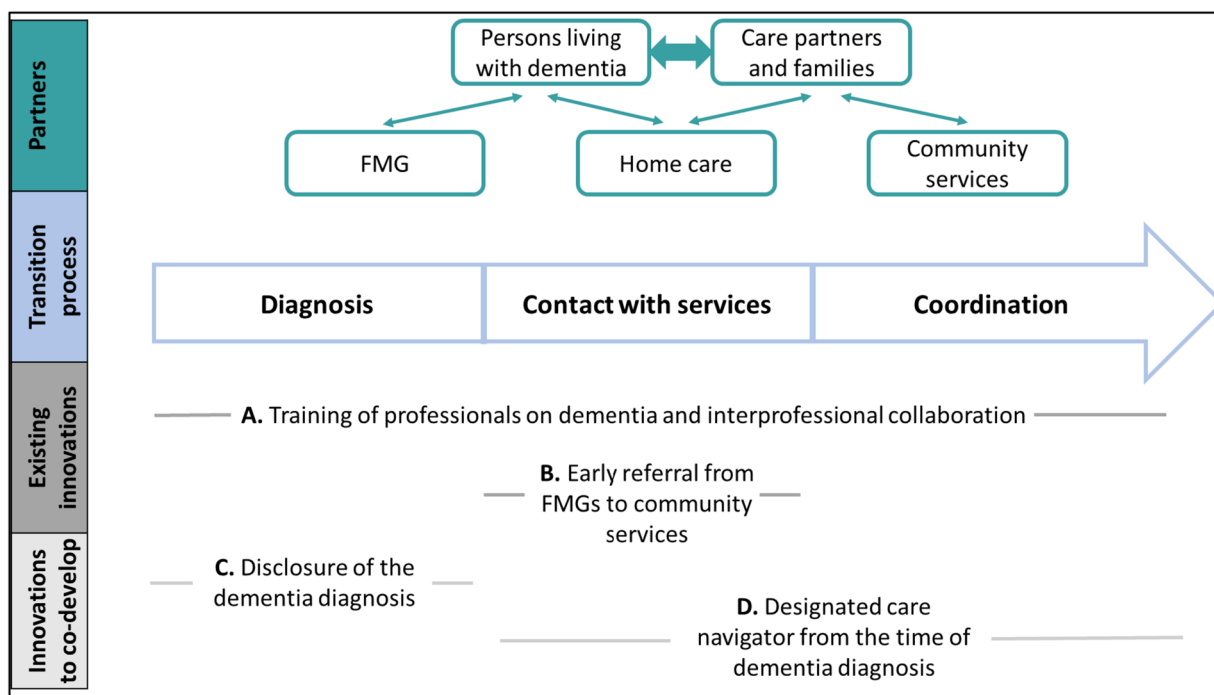 Partners
Persons living
with dementia
Care partners
and families
FMG
Home care
Community
services
Transition
process
Diagnosis
Contact with services
Coordination
Existing
innovations
A. Training of professionals on dementia and interprofessional collaboration
B. Early referral from
FMGs to community
services
Innovations
to co-develop
C. Disclosure of the
dementia diagnosis
D. Designated care
navigator from the time of
dementia diagnosis